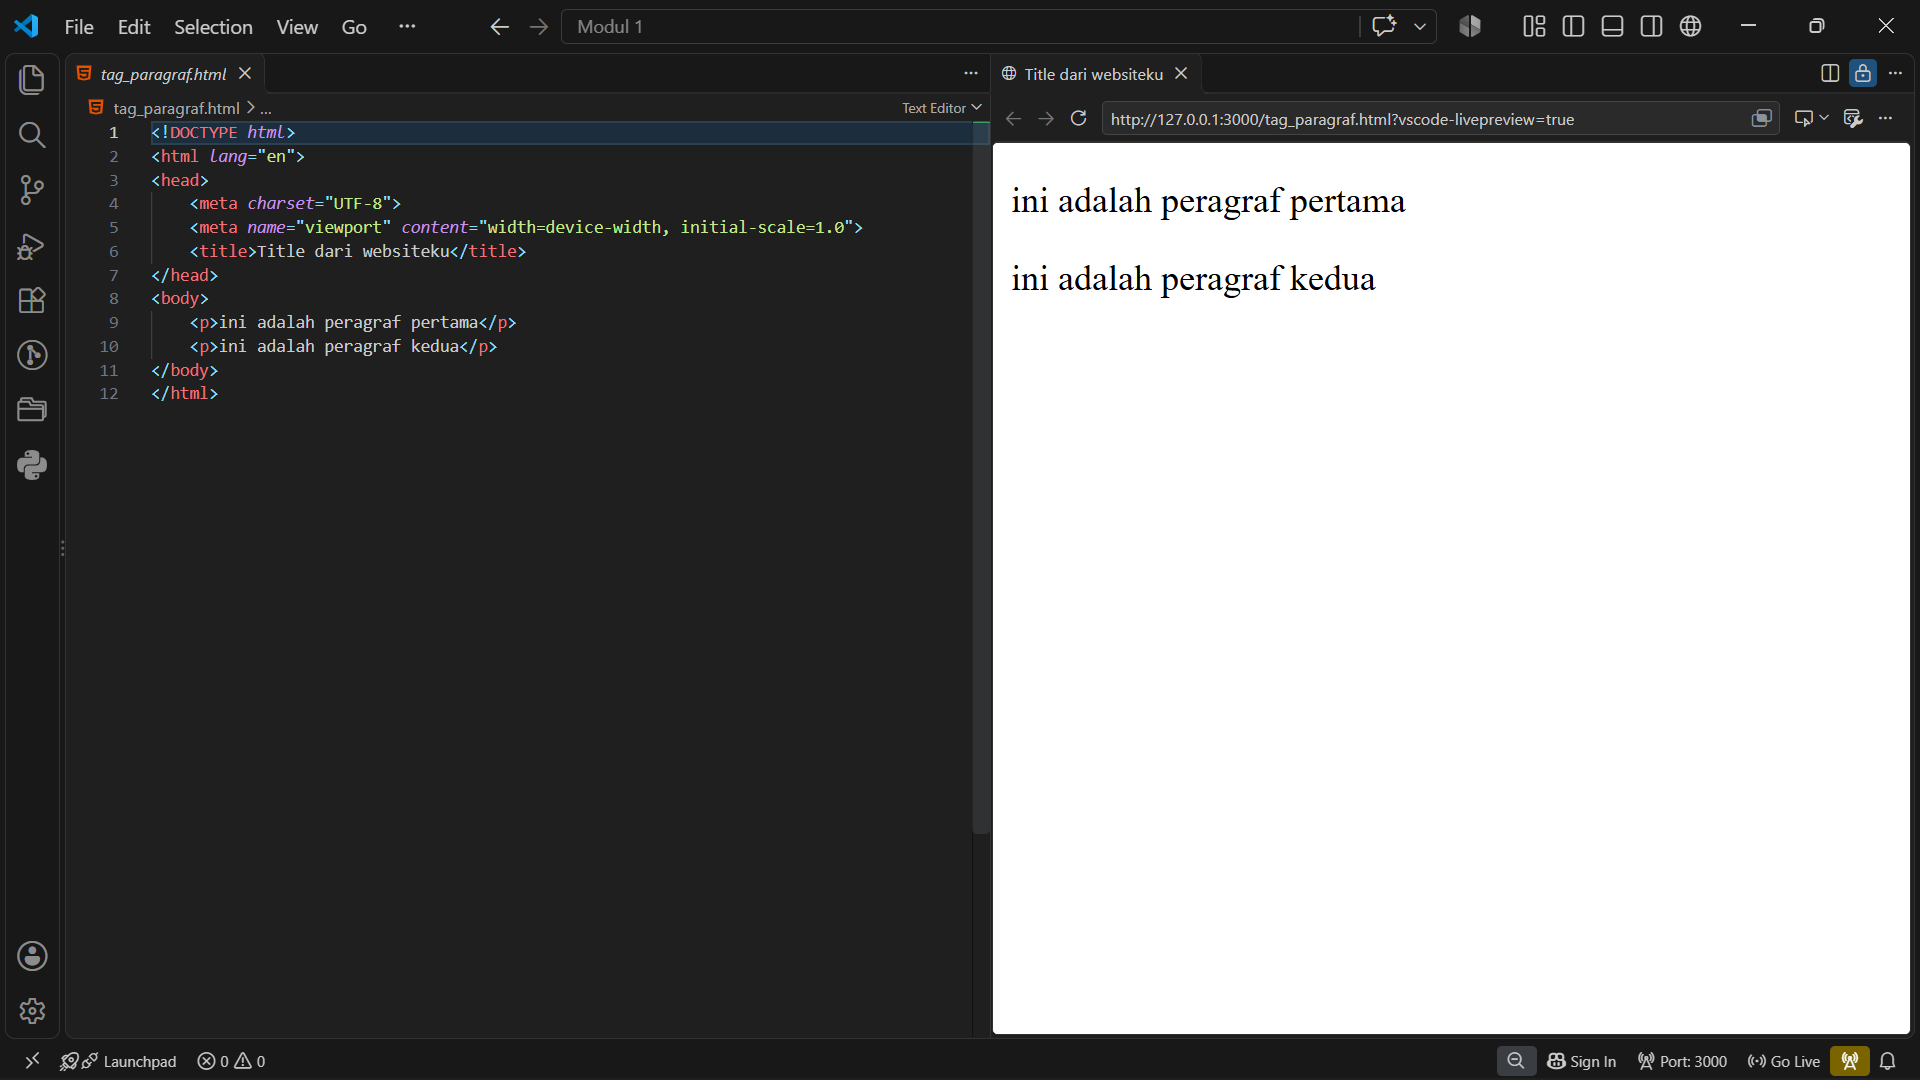 File Edit Selection View Go ··· Modul 1
tag_paragraf.html
tag_paragraf.html > ...
Text Editor
1 <!DOCTYPE html>
2 <html lang="en">
3 <head>
4     <meta charset="UTF-8">
5     <meta name="viewport" content="width=device-width, initial-scale=1.0">
6     <title>Title dari websiteku</title>
7 </head>
8 <body>
9     <p>ini adalah peragraf pertama</p>
10     <p>ini adalah peragraf kedua</p>
11 </body>
12 </html>
Title dari websiteku
http://127.0.0.1:3000/tag_paragraf.html?vscode-livepreview=true
ini adalah peragraf pertama
ini adalah peragraf kedua
Launchpad 0 0 Sign In Port: 3000 Go Live